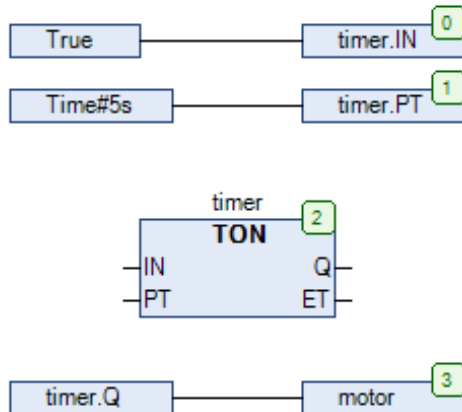 0
True timer.IN
1
Time#5s timer.PT
timer 2
TON
IN Q
PT ET
3
timer.Q motor